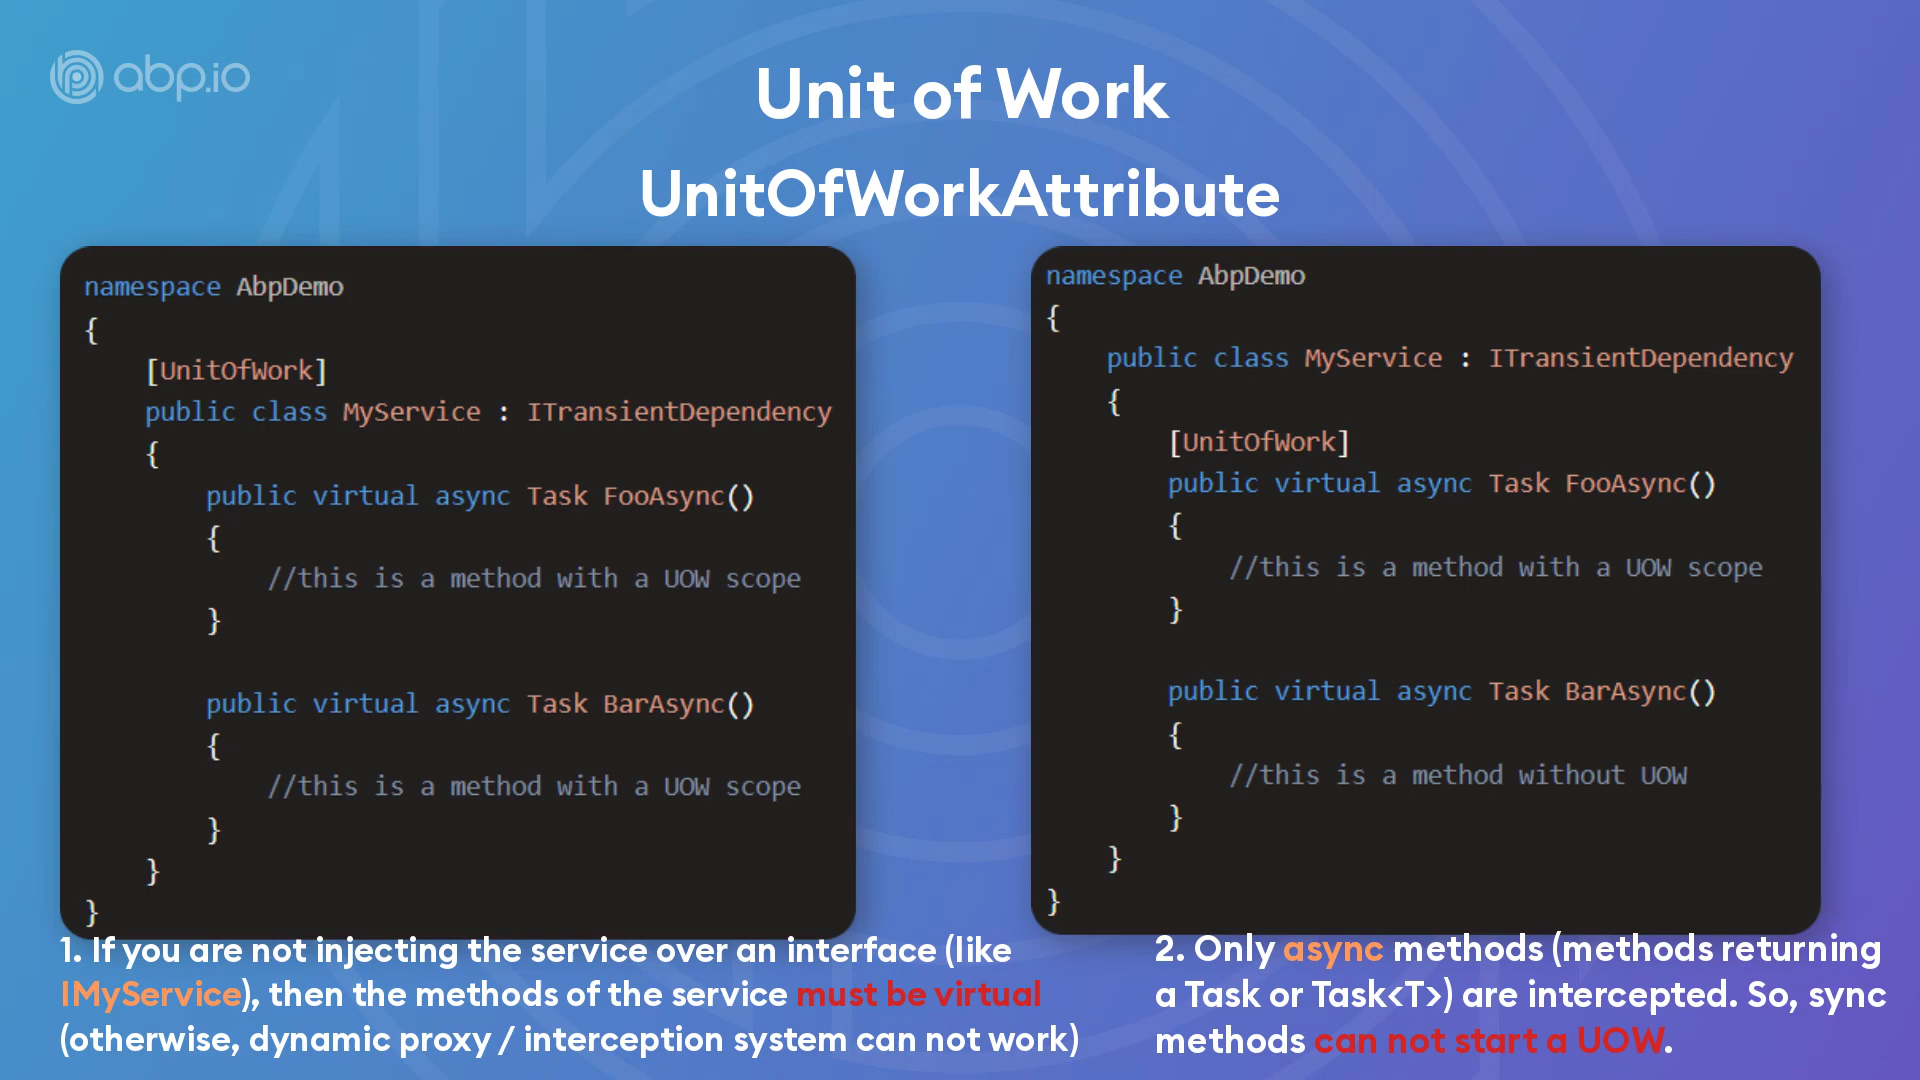 abp.io
Unit of Work
UnitOfWorkAttribute
namespace AbpDemo
{
    [UnitOfWork]
    public class MyService : ITransientDependency
    {
        public virtual async Task FooAsync()
        {
            //this is a method with a UOW scope
        }

        public virtual async Task BarAsync()
        {
            //this is a method with a UOW scope
        }
    }
}
namespace AbpDemo
{
    public class MyService : ITransientDependency
    {
        [UnitOfWork]
        public virtual async Task FooAsync()
        {
            //this is a method with a UOW scope
        }

        public virtual async Task BarAsync()
        {
            //this is a method without UOW
        }
    }
}
1. If you are not injecting the service over an interface (like
IMyService), then the methods of the service must be virtual
(otherwise, dynamic proxy / interception system can not work)
2. Only async methods (methods returning
a Task or Task<T>) are intercepted. So, sync
methods can not start a UOW.